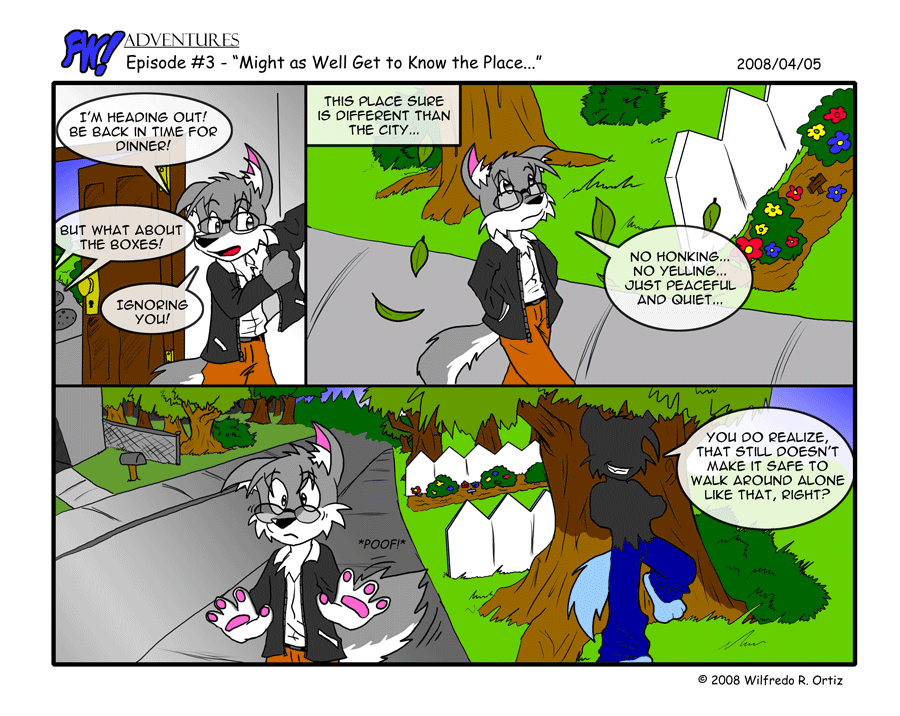 FW!
ADVENTURES
Episode #3 - “Might as Well Get to Know the Place...”
2008/04/05
I'M HEADING OUT!
BE BACK IN TIME FOR
DINNER!
BUT WHAT ABOUT
THE BOXES!
IGNORING
YOU!
THIS PLACE SURE
IS DIFFERENT THAN
THE CITY...
NO HONKING...
NO YELLING...
JUST PEACEFUL
AND QUIET...
*POOF!*
YOU DO REALIZE,
THAT STILL DOESN'T
MAKE IT SAFE TO
WALK AROUND ALONE
LIKE THAT, RIGHT?
© 2008 Wilfredo R. Ortiz